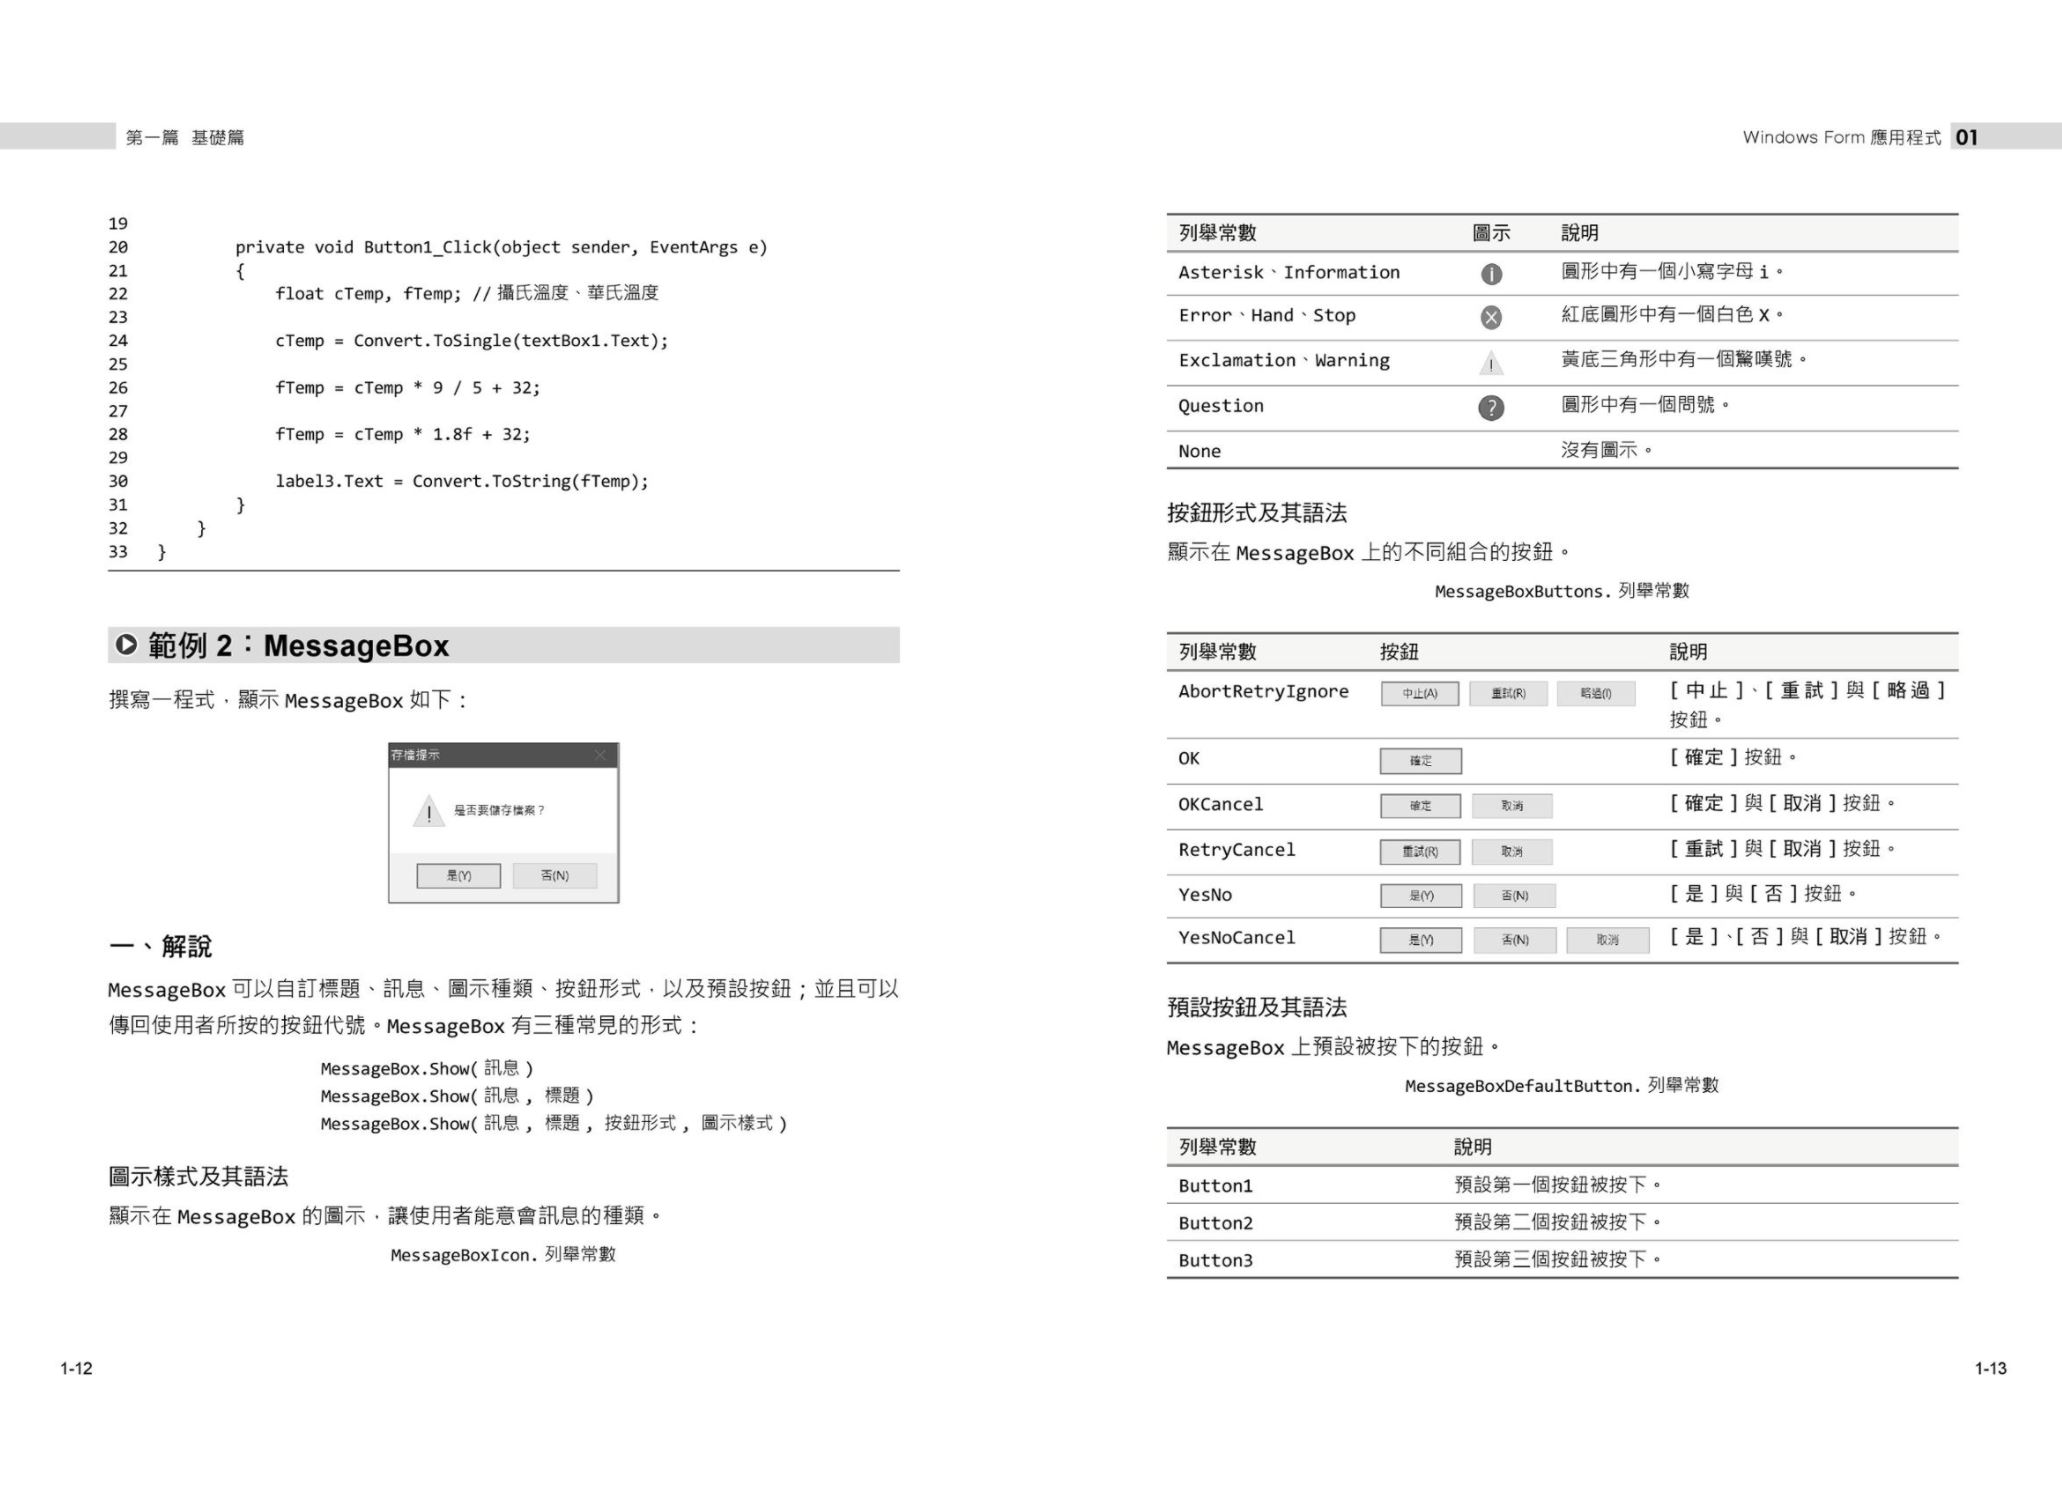 第一篇 基礎篇
19
20 private void Button1_Click(object sender, EventArgs e)
21 {
22 float cTemp, fTemp; // 攝氏溫度、華氏溫度
23
24 cTemp = Convert.ToSingle(textBox1.Text);
25
26 fTemp = cTemp * 9 / 5 + 32;
27
28 fTemp = cTemp * 1.8f + 32;
29
30 label3.Text = Convert.ToString(fTemp);
31 }
32 }
33 }
範例 2：MessageBox
撰寫一程式，顯示 MessageBox 如下：
存檔提示
是否要儲存檔案？
是(Y) 否(N)
一、解說
MessageBox 可以自訂標題、訊息、圖示種類、按鈕形式，以及預設按鈕；並且可以
傳回使用者所按的按鈕代號。MessageBox 有三種常見的形式：
MessageBox.Show( 訊息 )
MessageBox.Show( 訊息 , 標題 )
MessageBox.Show( 訊息 , 標題 , 按鈕形式 , 圖示樣式 )
圖示樣式及其語法
顯示在 MessageBox 的圖示，讓使用者能意會訊息的種類。
MessageBoxIcon. 列舉常數
1-12
Windows Form 應用程式 01
列舉常數 圖示 說明
Asterisk、Information 圓形中有一個小寫字母 i。
Error、Hand、Stop 紅底圓形中有一個白色 X。
Exclamation、Warning 黃底三角形中有一個驚嘆號。
Question 圓形中有一個問號。
None 沒有圖示。
按鈕形式及其語法
顯示在 MessageBox 上的不同組合的按鈕。
MessageBoxButtons. 列舉常數
列舉常數 按鈕 說明
AbortRetryIgnore 中止(A) 重試(R) 略過(I) [ 中止 ]、[ 重試 ] 與 [ 略過 ]
按鈕。
OK 確定 [ 確定 ] 按鈕。
OKCancel 確定 取消 [ 確定 ] 與 [ 取消 ] 按鈕。
RetryCancel 重試(R) 取消 [ 重試 ] 與 [ 取消 ] 按鈕。
YesNo 是(Y) 否(N) [ 是 ] 與 [ 否 ] 按鈕。
YesNoCancel 是(Y) 否(N) 取消 [ 是 ]、[ 否 ] 與 [ 取消 ] 按鈕。
預設按鈕及其語法
MessageBox 上預設被按下的按鈕。
MessageBoxDefaultButton. 列舉常數
列舉常數 說明
Button1 預設第一個按鈕被按下。
Button2 預設第二個按鈕被按下。
Button3 預設第三個按鈕被按下。
1-13